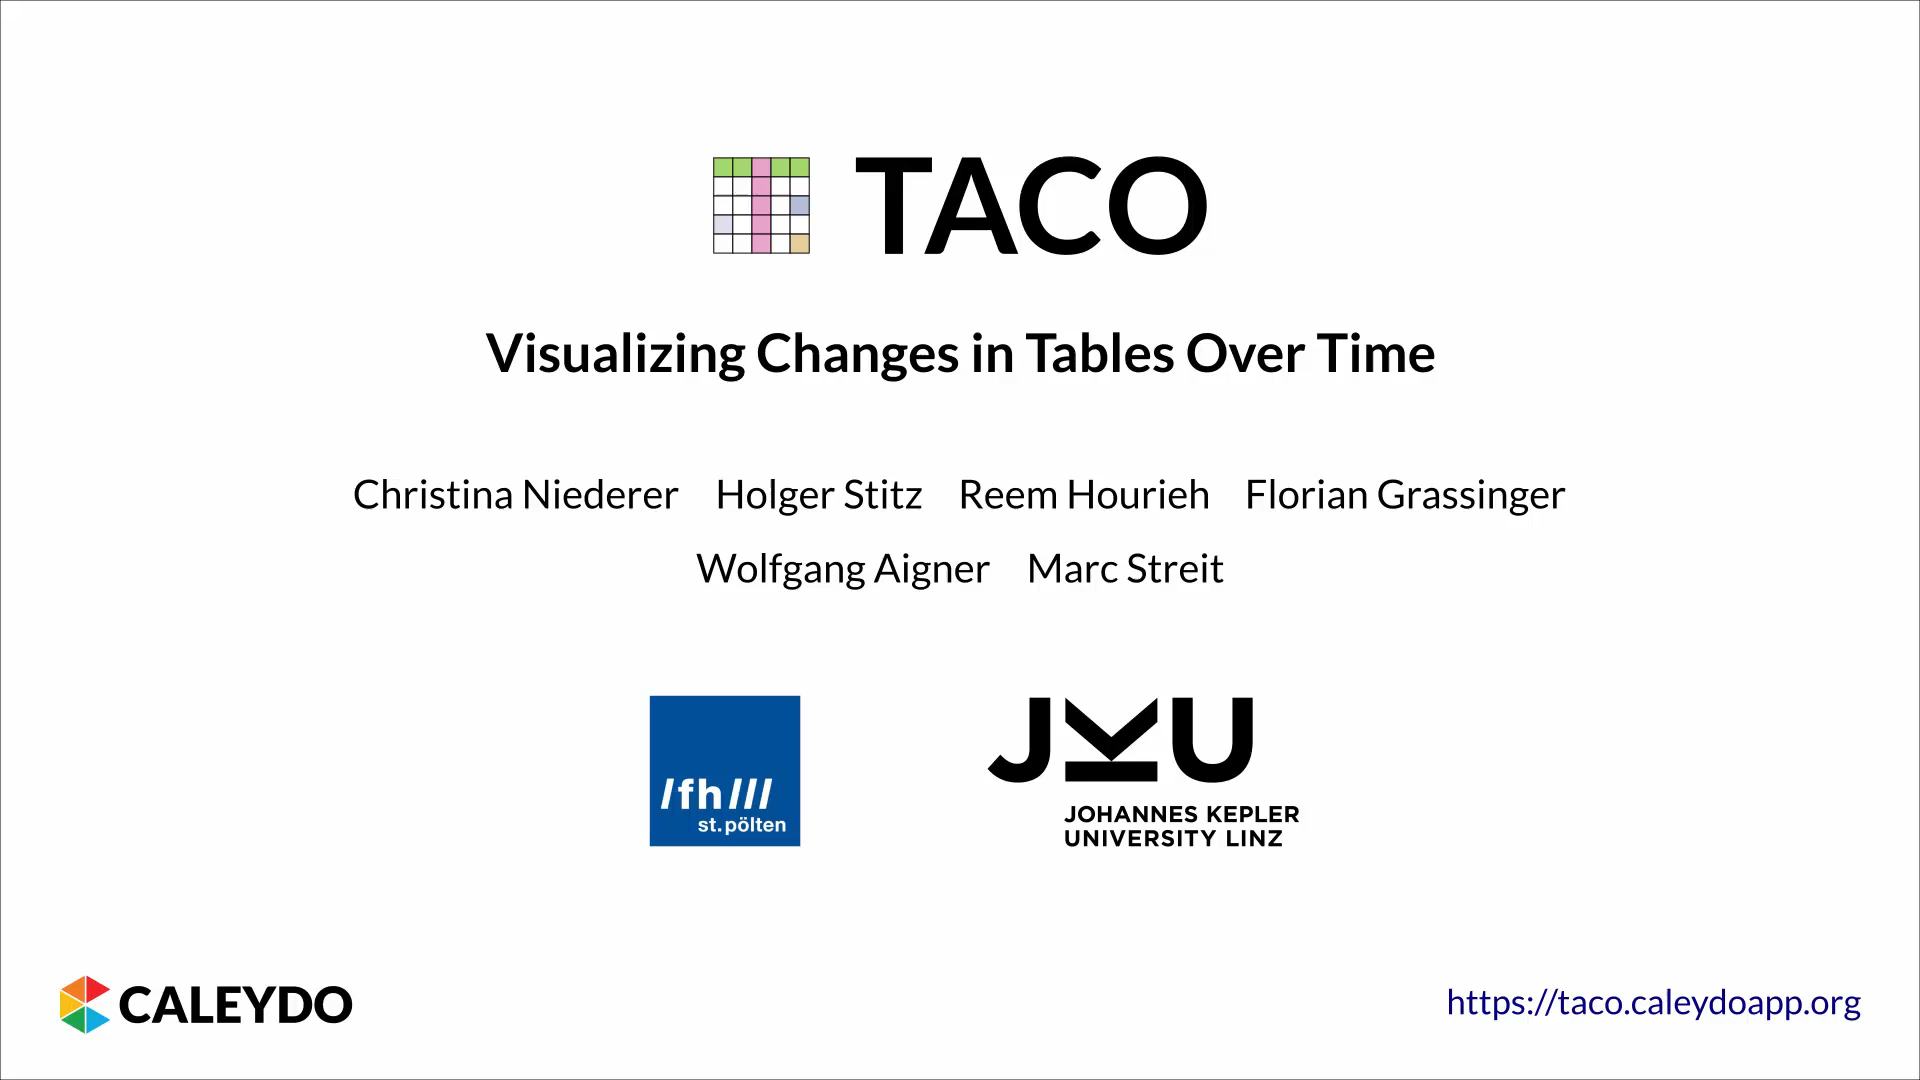 TACO
Visualizing Changes in Tables Over Time
Christina Niederer Holger Stitz Reem Hourieh Florian Grassinger
Wolfgang Aigner Marc Streit
/fh///
st.pölten
JKU
JOHANNES KEPLER
UNIVERSITY LINZ
CALEYDO
https://taco.caleydoapp.org